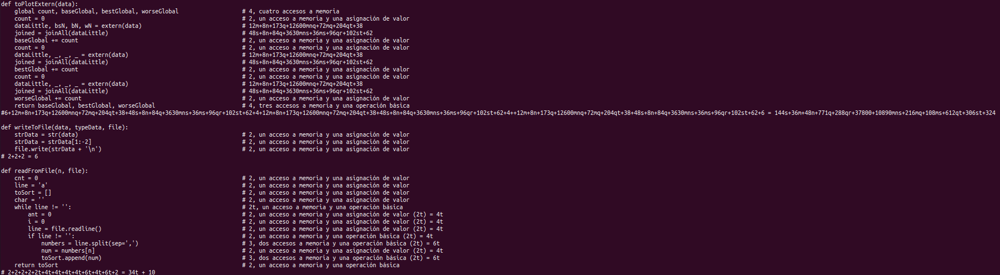 def toPlotExtern(data):
    global count, baseGlobal, bestGlobal, worseGlobal                   # 4, cuatro accesos a memoria
    count = 0                                                           # 2, un acceso a memoria y una asignación de valor
    dataLittle, bsN, bN, wN = extern(data)                              # 12m+8n+173q+12600mnq+72mq+204qt+38
    joined = joinAll(dataLittle)                                        # 48s+8n+84q+3630mns+36ms+96qr+102st+62
    baseGlobal += count                                                 # 2, un acceso a memoria y una asignación de valor
    count = 0                                                           # 2, un acceso a memoria y una asignación de valor
    dataLittle, _, _, _ = extern(data)                                  # 12m+8n+173q+12600mnq+72mq+204qt+38
    joined = joinAll(dataLittle)                                        # 48s+8n+84q+3630mns+36ms+96qr+102st+62
    bestGlobal += count                                                 # 2, un acceso a memoria y una asignación de valor
    count = 0                                                           # 2, un acceso a memoria y una asignación de valor
    dataLittle, _, _, _ = extern(data)                                  # 12m+8n+173q+12600mnq+72mq+204qt+38
    joined = joinAll(dataLittle)                                        # 48s+8n+84q+3630mns+36ms+96qr+102st+62
    worseGlobal += count                                                # 2, un acceso a memoria y una asignación de valor
    return baseGlobal, bestGlobal, worseGlobal                          # 4, tres accesos a memoria y una operación básica
#6+12m+8n+173q+12600mnq+72mq+204qt+38+48s+8n+84q+3630mns+36ms+96qr+102st+62+4+12m+8n+173q+12600mnq+72mq+204qt+38+48s+8n+84q+3630mns+36ms+96qr+102st+62+4++12m+8n+173q+12600mnq+72mq+204qt+38+48s+8n+84q+3630mns+36ms+96qr+102st+62+6 = 144s+36m+48n+771q+288qr+37800+10890mns+216mq+108ms+612qt+306st+324
def writeToFile(data, typeData, file):
    strData = str(data)                                                 # 2, un acceso a memoria y una asignación de valor
    strData = strData[1:-2]                                             # 2, un acceso a memoria y una asignación de valor
    file.write(strData + '\n')                                          # 2, un acceso a memoria y una asignación de valor
# 2+2+2 = 6
def readFromFile(n, file):
    cnt = 0                                                             # 2, un acceso a memoria y una asignación de valor
    line = 'a'                                                          # 2, un acceso a memoria y una asignación de valor
    toSort = []                                                         # 2, un acceso a memoria y una asignación de valor
    char = ''                                                           # 2, un acceso a memoria y una asignación de valor
    while line != '':                                                   # 2t, un acceso a memoria y una operación básica
        ant = 0                                                         # 2, un acceso a memoria y una asignación de valor (2t) = 4t
        i = 0                                                           # 2, un acceso a memoria y una asignación de valor (2t) = 4t
        line = file.readline()                                          # 2, un acceso a memoria y una asignación de valor (2t) = 4t
        if line != '':                                                  # 2, un acceso a memoria y una operación básica (2t) = 4t
            numbers = line.split(sep=',')                               # 3, dos accesos a memoria y una operación básica (2t) = 6t
            num = numbers[n]                                            # 2, un acceso a memoria y una asignación de valor (2t) = 4t
            toSort.append(num)                                          # 3, dos accesos a memoria y una operación básica (2t) = 6t
    return toSort                                                       # 2, un acceso a memoria y una operación básica
# 2+2+2+2+2t+4t+4t+4t+4t+6t+4t+6t+2 = 34t + 10